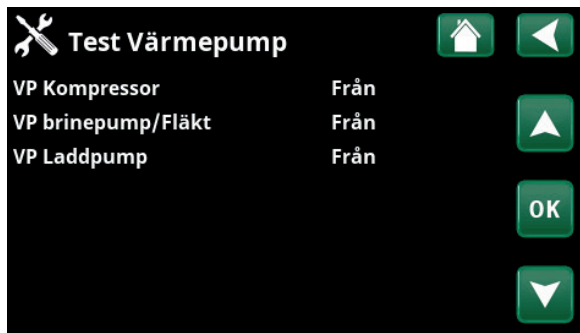 Test Värmepump
VP Kompressor Från
VP brinepump/Fläkt Från
VP Laddpump Från
OK